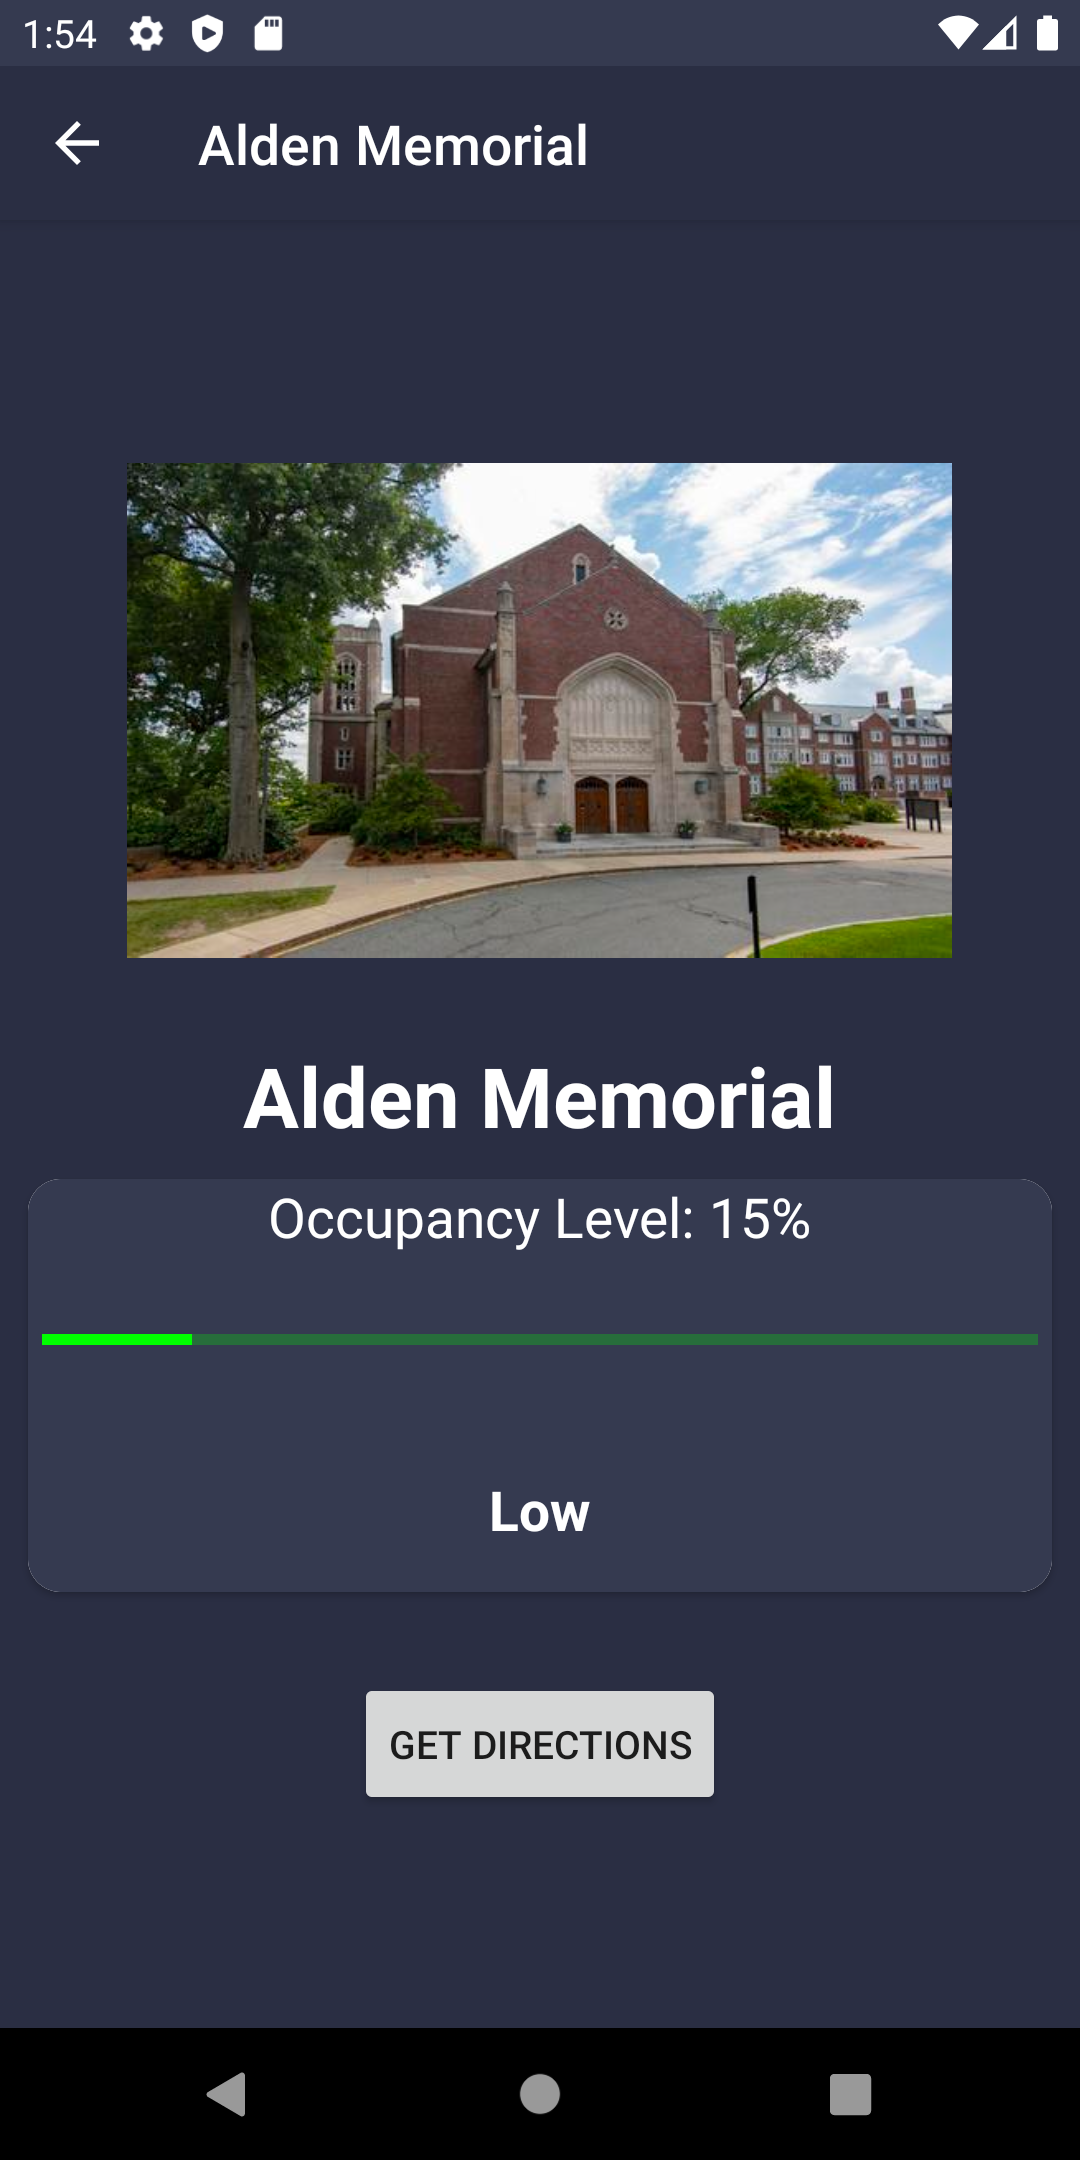 1:54
Alden Memorial
Alden Memorial
Occupancy Level: 15%
Low
GET DIRECTIONS